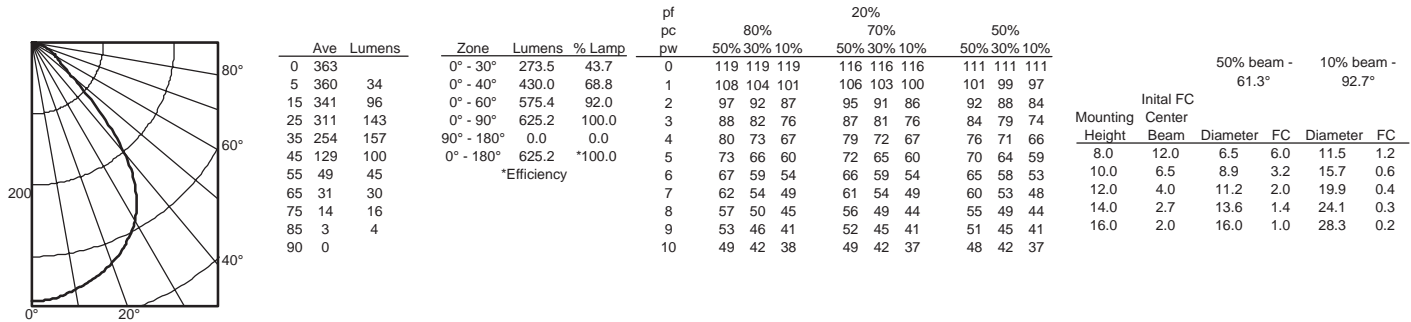 200
80°
60°
40°
0° 20°
Ave Lumens
0 363
5 360 34
15 341 96
25 311 143
35 254 157
45 129 100
55 49 45
65 31 30
75 14 16
85 3 4
90 0
Zone Lumens % Lamp
0° - 30° 273.5 43.7
0° - 40° 430.0 68.8
0° - 60° 575.4 92.0
0° - 90° 625.2 100.0
90° - 180° 0.0 0.0
0° - 180° 625.2 *100.0
*Efficiency
pf 20%
pc 80% 70% 50%
pw 50% 30% 10% 50% 30% 10% 50% 30% 10%
0 119 119 119 116 116 116 111 111 111
1 108 104 101 106 103 100 101 99 97
2 97 92 87 95 91 86 92 88 84
3 88 82 76 87 81 76 84 79 74
4 80 73 67 79 72 67 76 71 66
5 73 66 60 72 65 60 70 64 59
6 67 59 54 66 59 54 65 58 53
7 62 54 49 61 54 49 60 53 48
8 57 50 45 56 49 44 55 49 44
9 53 46 41 52 45 41 51 45 41
10 49 42 38 49 42 37 48 42 37
50% beam - 10% beam -
61.3° 92.7°
Inital FC
Mounting Center
Height Beam Diameter FC Diameter FC
8.0 12.0 6.5 6.0 11.5 1.2
10.0 6.5 8.9 3.2 15.7 0.6
12.0 4.0 11.2 2.0 19.9 0.4
14.0 2.7 13.6 1.4 24.1 0.3
16.0 2.0 16.0 1.0 28.3 0.2